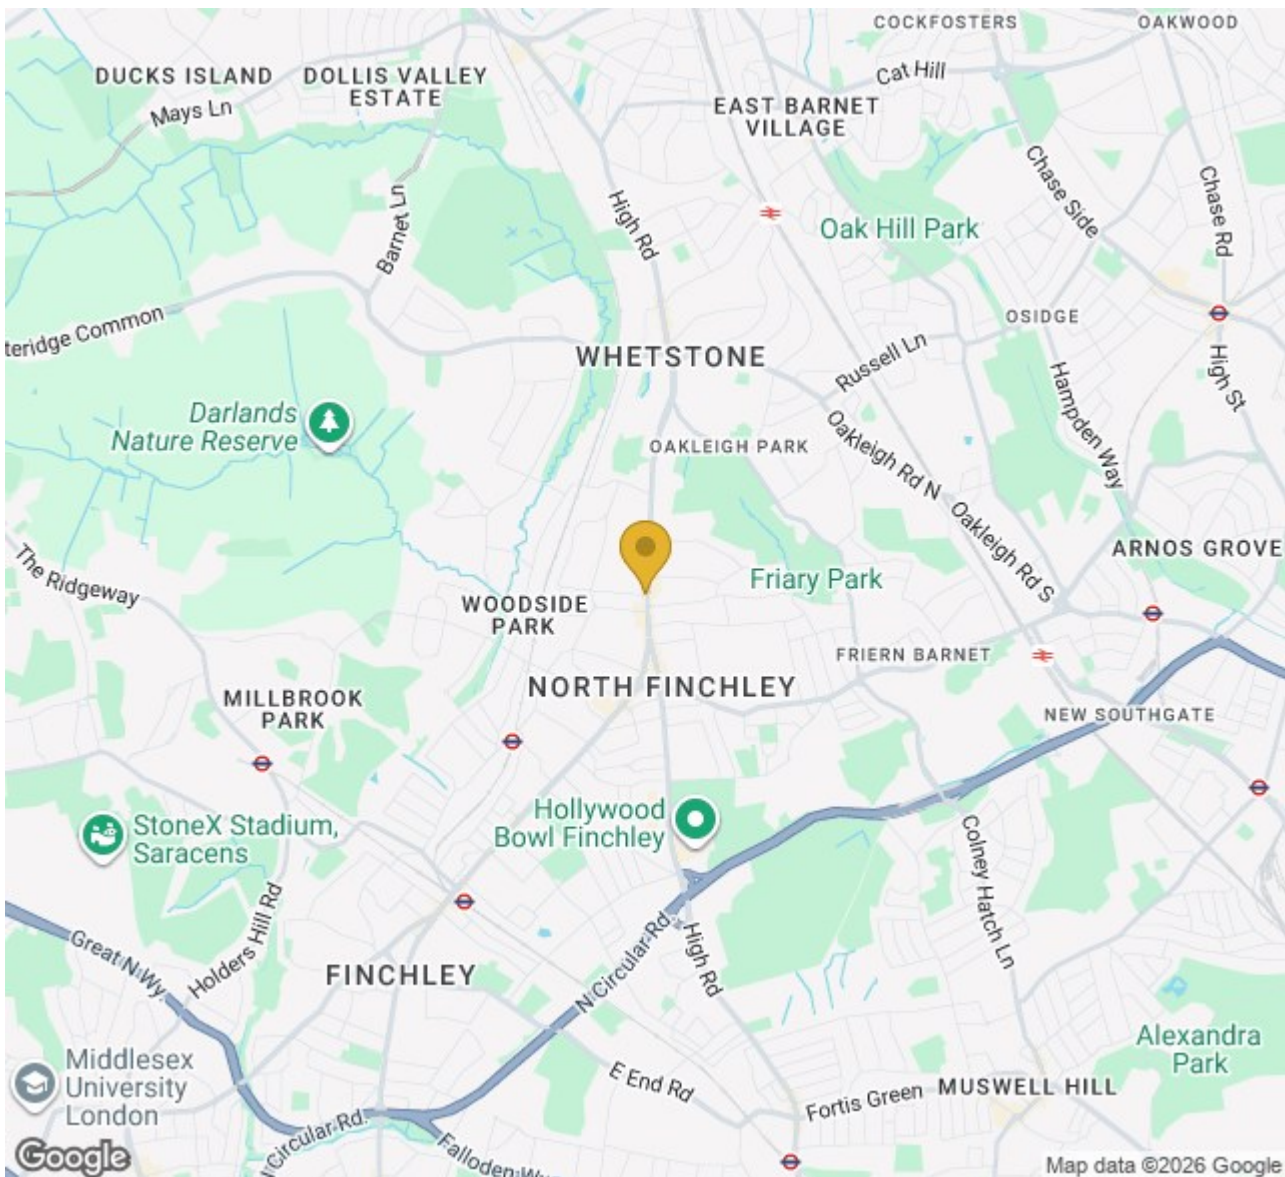 COCKFOSTERS
OAKWOOD
DUCKS ISLAND
DOLLIS VALLEY
ESTATE
Cat Hill
Mays Ln
EAST BARNET
VILLAGE
Chase Side
Chase Rd
Barnet Ln
High Rd
Oak Hill Park
teridge Common
OSIDGE
WHETSTONE
Russell Ln
High St
Hampden Way
Darlands
Nature Reserve
OAKLEIGH PARK
Oakleigh Rd N
Oakleigh Rd S
ARNOS GROVE
The Ridgeway
Friary Park
WOODSIDE
PARK
FRIERN BARNET
NORTH FINCHLEY
MILLBROOK
PARK
NEW SOUTHGATE
Hollywood
Bowl Finchley
StoneX Stadium,
Saracens
Colney Hatch Ln
Holders Hill Rd
Great N Wy.
N Circular Rd.
High Rd
FINCHLEY
Alexandra
Park
Middlesex
University
London
E End Rd
Fortis Green
MUSWELL HILL
N Circular Rd.
Falloden Wy
Google
Map data ©2026 Google